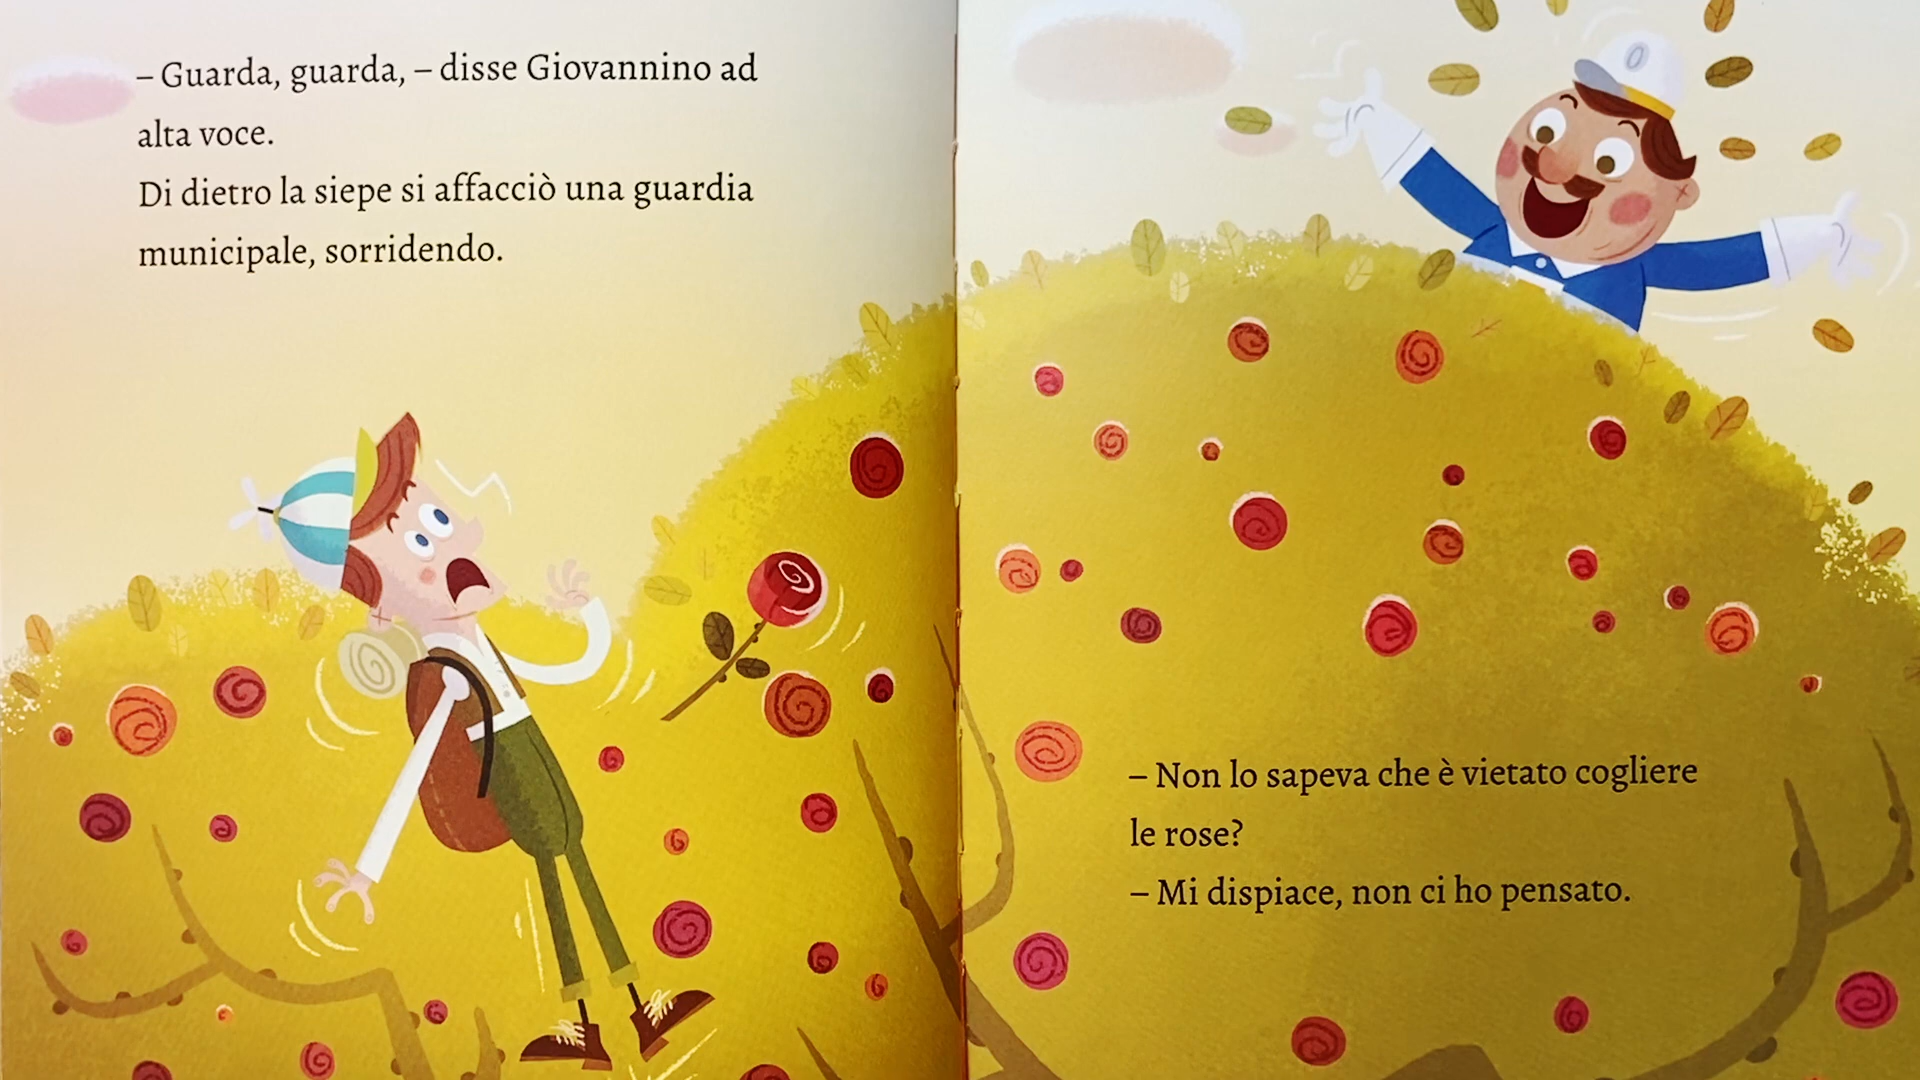 – Guarda, guarda, – disse Giovannino ad
alta voce.
Di dietro la siepe si affacciò una guardia
municipale, sorridendo.
– Non lo sapeva che è vietato cogliere
le rose?
– Mi dispiace, non ci ho pensato.